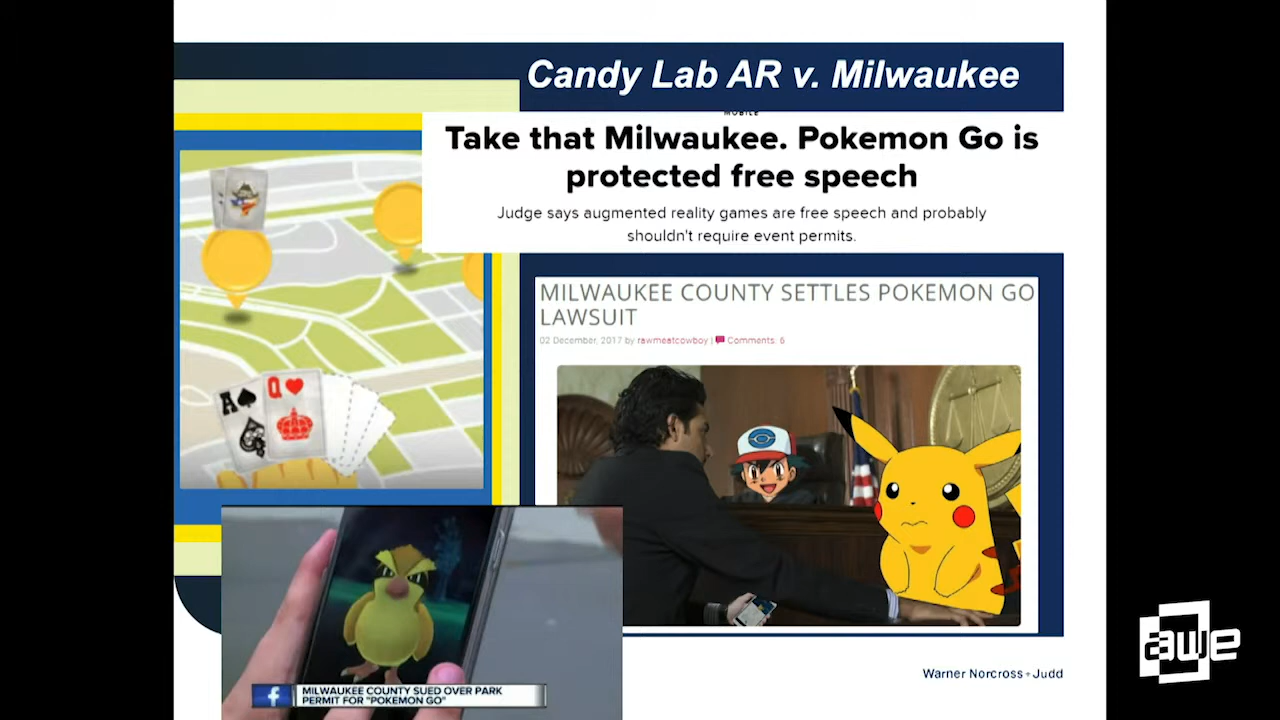 Candy Lab AR v. Milwaukee
MOBILE
Take that Milwaukee. Pokemon Go is
protected free speech
Judge says augmented reality games are free speech and probably
shouldn't require event permits.
MILWAUKEE COUNTY SETTLES POKEMON GO
LAWSUIT
02 December, 2017 by rawmeatcowboy | Comments: 6
A
Q
f
MILWAUKEE COUNTY SUED OVER PARK
PERMIT FOR "POKEMON GO"
Warner Norcross + Judd
awe